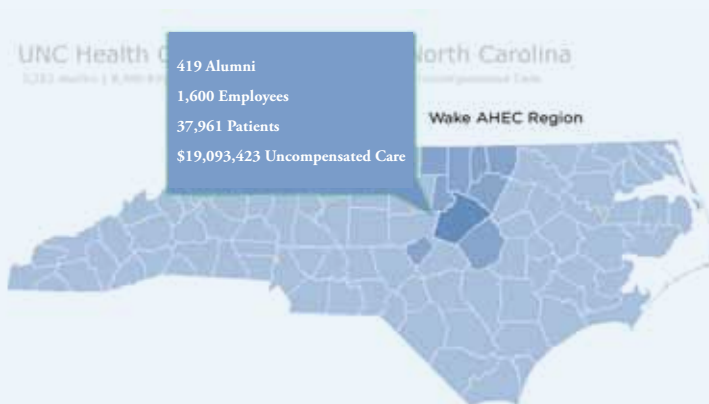 UNC Health
North Carolina
419 Alumni
1,600 Employees
37,961 Patients
$19,093,423 Uncompensated Care
Wake AHEC Region